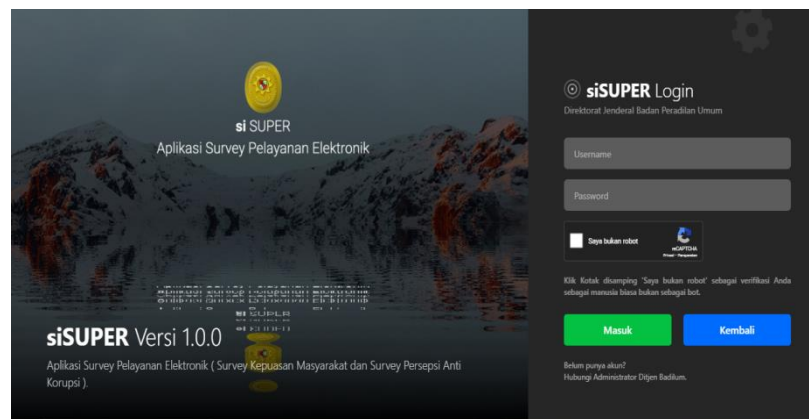 si SUPER
Aplikasi Survey Pelayanan Elektronik
siSUPER Versi 1.0.0
Aplikasi Survey Pelayanan Elektronik ( Survey Kepuasan Masyarakat dan Survey Persepsi Anti
Korupsi ).
siSUPER Login
Direktorat Jenderal Badan Peradilan Umum
Username
Password
Saya bukan robot
reCAPTCHA
Privasi - Persyaratan
Klik Kotak disamping 'Saya bukan robot' sebagai verifikasi Anda
sebagai manusia biasa bukan sebagai bot.
Masuk
Kembali
Belum punya akun?
Hubungi Administrator Ditjen Badilum.